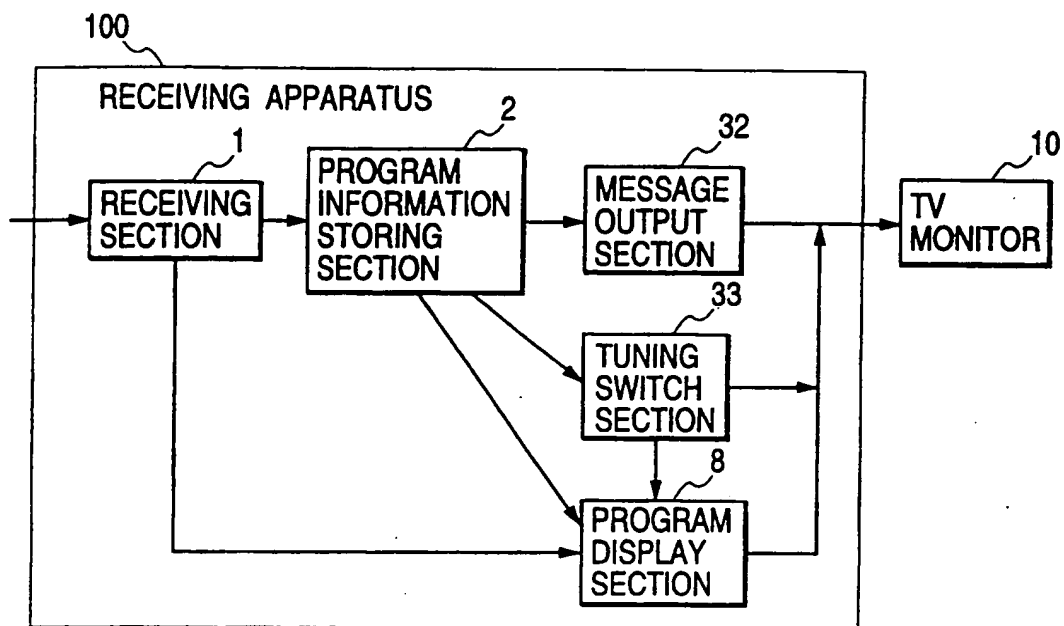 100
RECEIVING APPARATUS
1
RECEIVING
SECTION
2
PROGRAM
INFORMATION
STORING
SECTION
32
MESSAGE
OUTPUT
SECTION
10
TV
MONITOR
33
TUNING
SWITCH
SECTION
8
PROGRAM
DISPLAY
SECTION